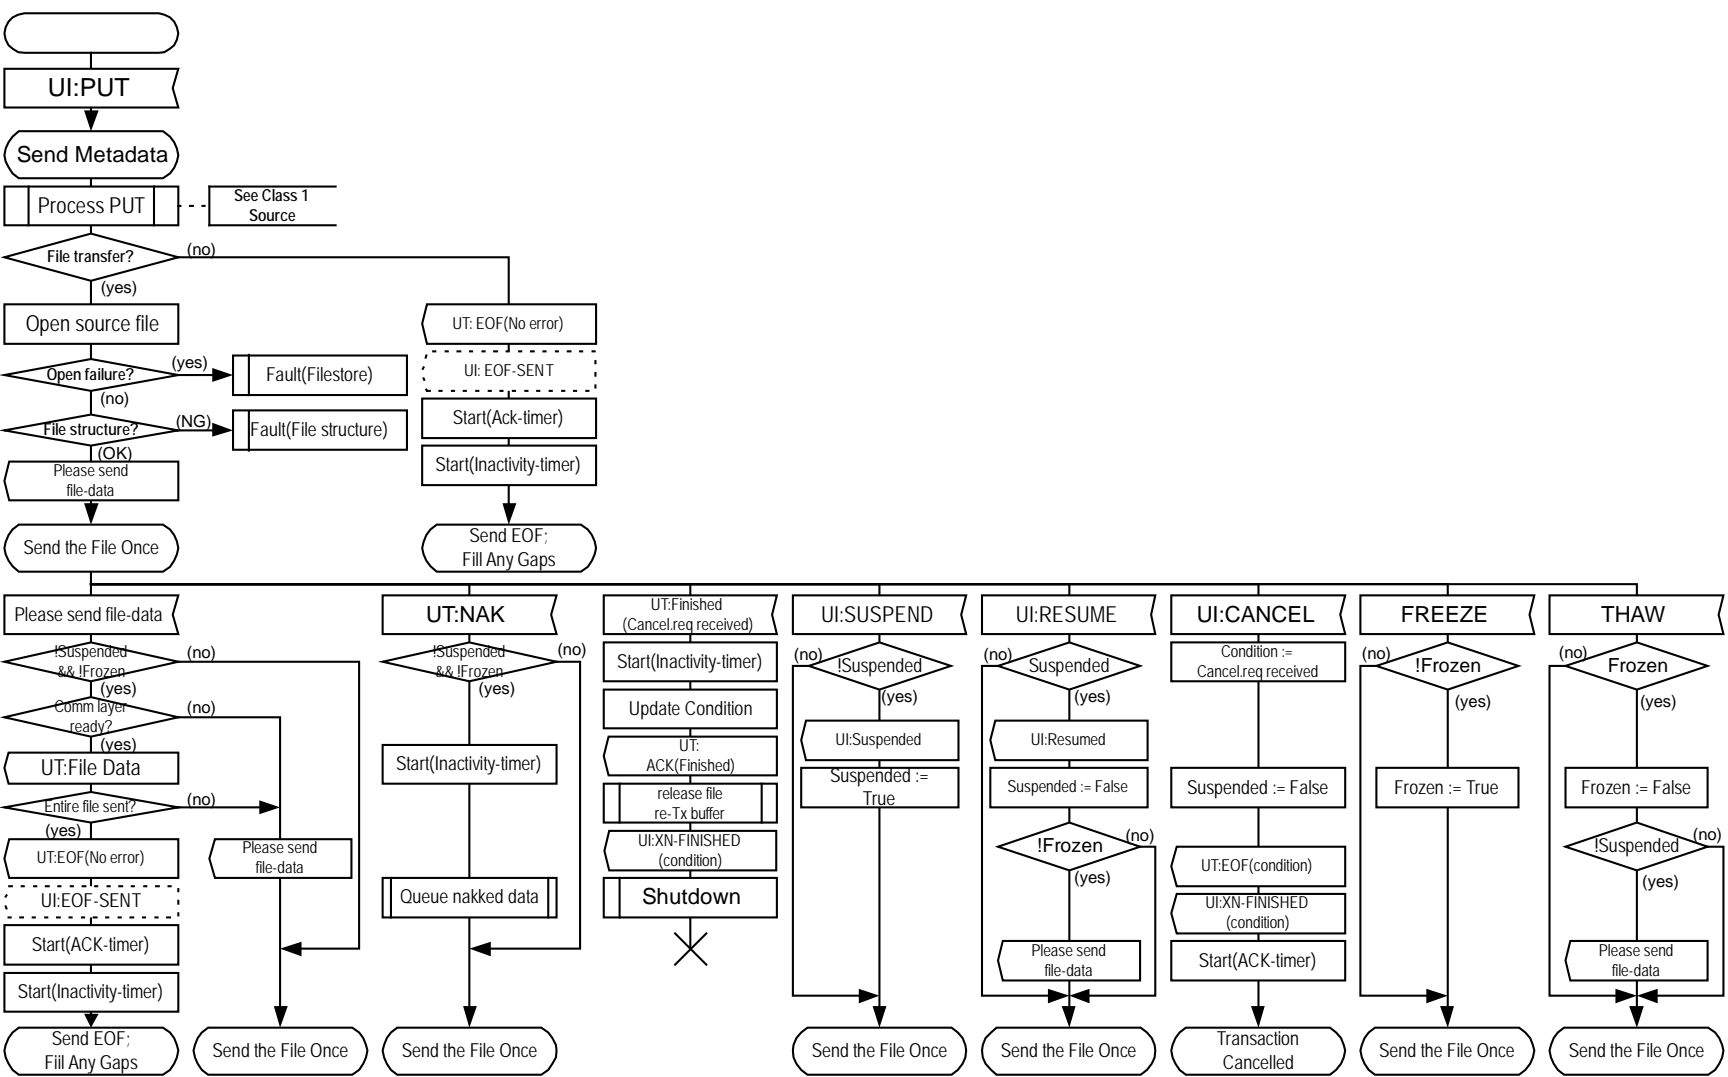 UI:PUT
Send Metadata
Process PUT
See Class 1
Source
File transfer?
(no)
(yes)
Open source file
UT: EOF(No error)
Open failure?
(yes)
Fault(Filestore)
UI: EOF-SENT
(no)
File structure?
(NG)
Fault(File structure)
Start(Ack-timer)
(OK)
Please send
file-data
Start(Inactivity-timer)
Send the File Once
Send EOF;
Fill Any Gaps
Please send file-data
!Suspended
&& !Frozen
(no)
(yes)
Comm layer
ready?
(no)
(yes)
UT:File Data
Entire file sent?
(no)
(yes)
UT:EOF(No error)
Please send
file-data
UI:EOF-SENT
Start(ACK-timer)
Start(Inactivity-timer)
Send EOF;
Fiil Any Gaps
Send the File Once
UT:NAK
!Suspended
&& !Frozen
(no)
(yes)
Start(Inactivity-timer)
Queue nakked data
Send the File Once
UT:Finished
(Cancel.req received)
Start(Inactivity-timer)
Update Condition
UT:
ACK(Finished)
release file
re-Tx buffer
UI:XN-FINISHED
(condition)
Shutdown
UI:SUSPEND
(no)
!Suspended
(yes)
UI:Suspended
Suspended :=
True
Send the File Once
UI:RESUME
(no)
Suspended
(yes)
UI:Resumed
Suspended := False
!Frozen
(no)
(yes)
Please send
file-data
Send the File Once
UI:CANCEL
Condition :=
Cancel.req received
Suspended := False
UT:EOF(condition)
UI:XN-FINISHED
(condition)
Start(ACK-timer)
Transaction
Cancelled
FREEZE
(no)
!Frozen
(yes)
Frozen := True
Send the File Once
THAW
(no)
Frozen
(yes)
Frozen := False
!Suspended
(no)
(yes)
Please send
file-data
Send the File Once